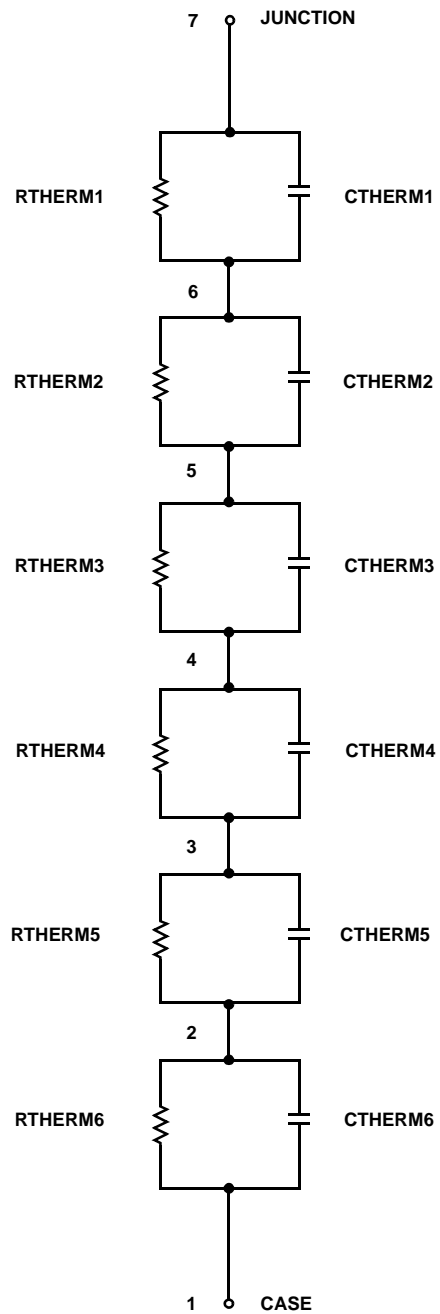 7 JUNCTION
RTHERM1 CTHERM1
6
RTHERM2 CTHERM2
5
RTHERM3 CTHERM3
4
RTHERM4 CTHERM4
3
RTHERM5 CTHERM5
2
RTHERM6 CTHERM6
1 CASE